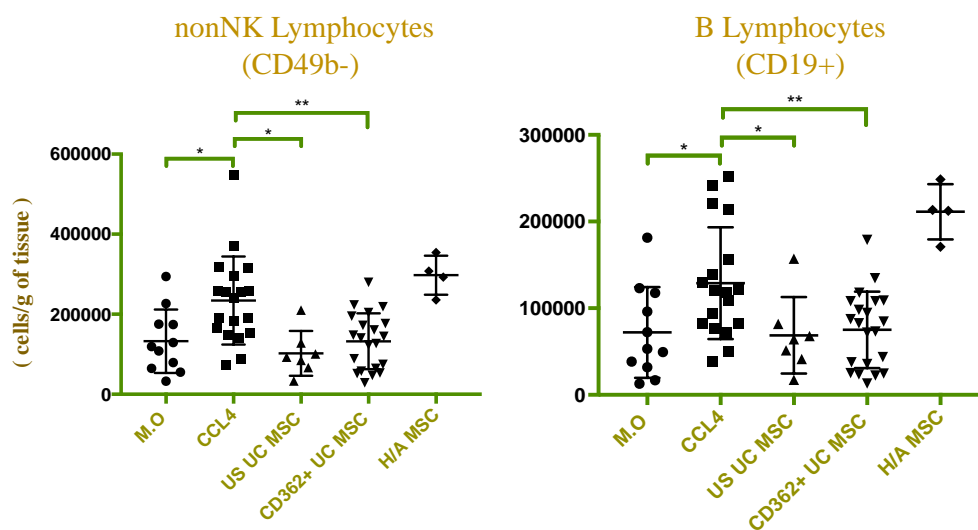 nonNK Lymphocytes
(CD49b-)
**
*
*
600000
400000
200000
0
( cells/g of tissue )
M.O
CCL4
US UC MSC
CD362+ UC MSC
H/A MSC
B Lymphocytes
(CD19+)
**
*
*
300000
200000
100000
0
M.O
CCL4
US UC MSC
CD362+ UC MSC
H/A MSC